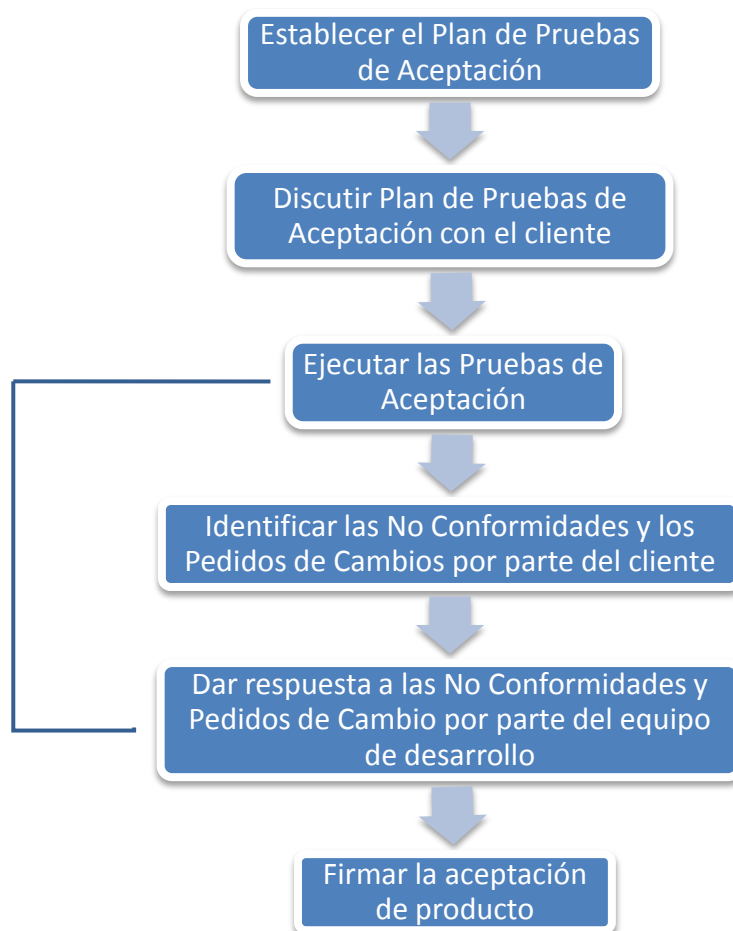 Establecer el Plan de Pruebas
de Aceptación
Discutir Plan de Pruebas de
Aceptación con el cliente
Ejecutar las Pruebas de
Aceptación
Identificar las No Conformidades y los
Pedidos de Cambios por parte del cliente
Dar respuesta a las No Conformidades y
Pedidos de Cambio por parte del equipo
de desarrollo
Firmar la aceptación
de producto